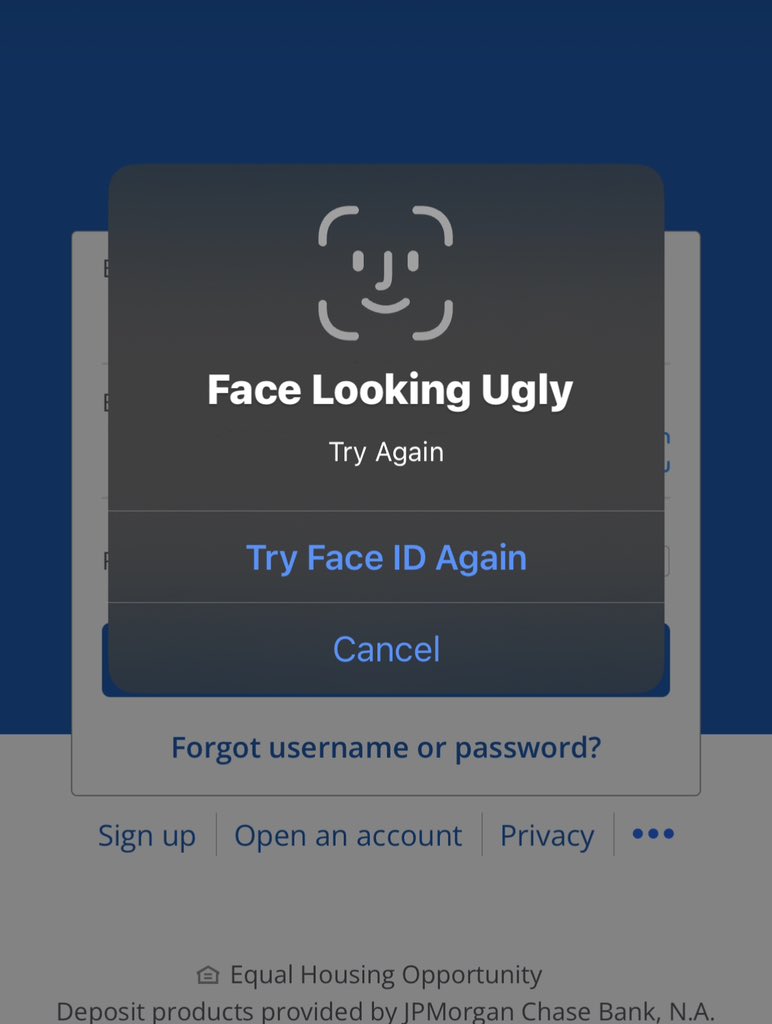 Face Looking Ugly
Try Again
Try Face ID Again
Cancel
Forgot username or password?
Sign up
Open an account
Privacy
Equal Housing Opportunity
Deposit products provided by JPMorgan Chase Bank, N.A.